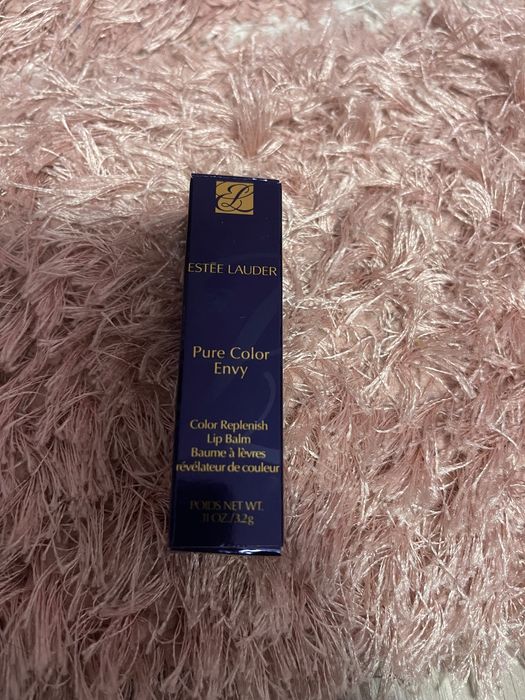 EL
ESTĒE LAUDER
Pure Color
Envy
Color Replenish
Lip Balm
Baume à lèvres
révélateur de couleur
POIDS NET WT.
.11 OZ./3.2g